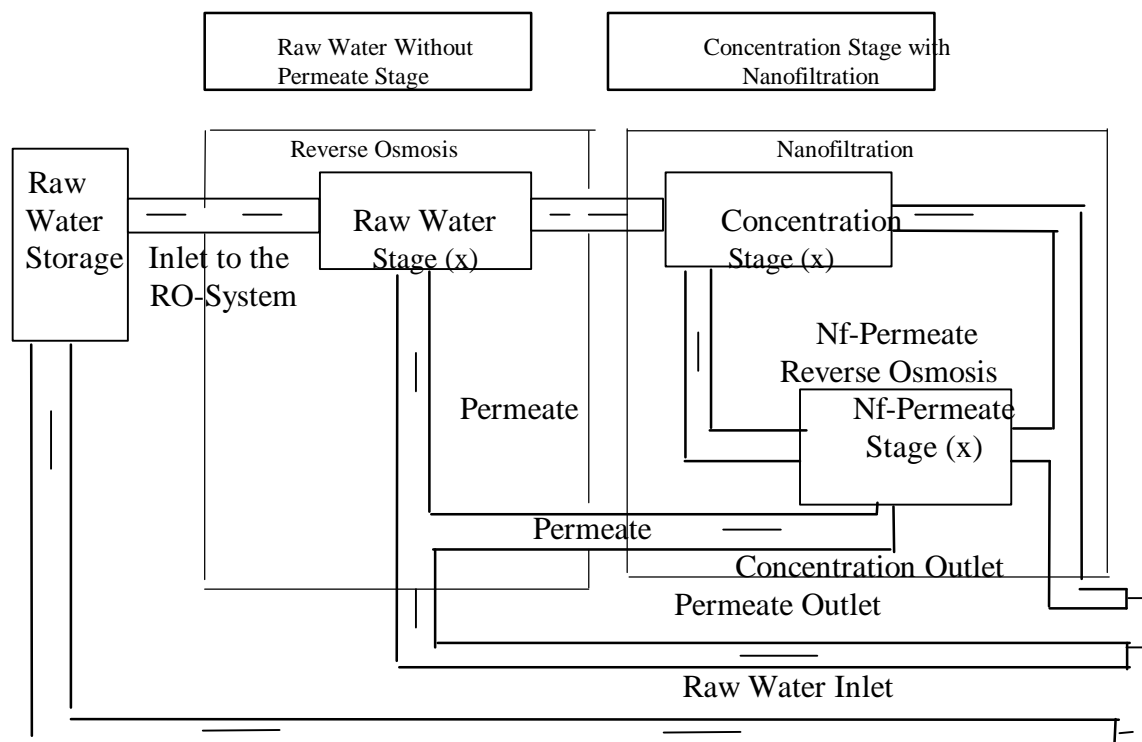 Raw Water Without
Permeate Stage
Concentration Stage with
Nanofiltration
Reverse Osmosis
Nanofiltration
Raw
Water
Storage
Inlet to the
RO-System
Raw Water
Stage (x)
Concentration
Stage (x)
Nf-Permeate
Reverse Osmosis
Nf-Permeate
Stage (x)
Permeate
Permeate
Concentration Outlet
Permeate Outlet
Raw Water Inlet